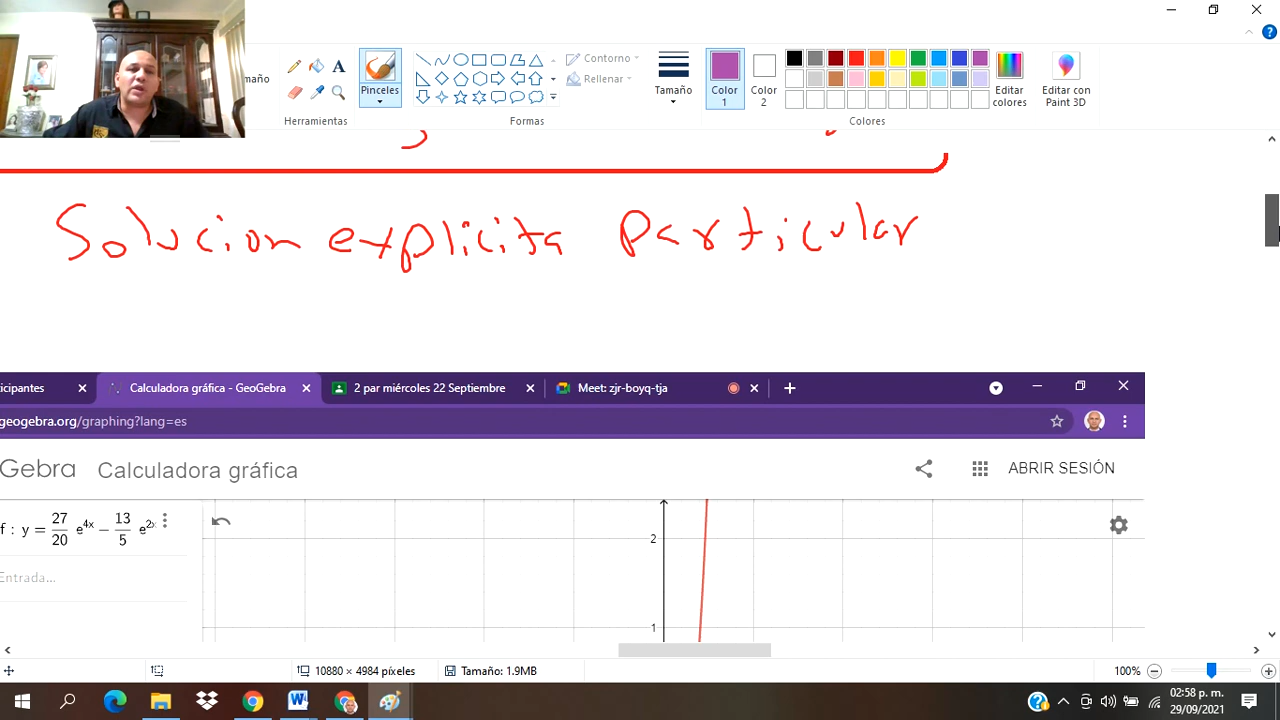 maño
Herramientas
Pinceles
Formas
Contorno
Rellenar
Tamaño
Color
1
Color
2
Colores
Editar
colores
Editar con
Paint 3D
Solucion explicita Particular
cipantes
Calculadora gráfica - GeoGebra
2 par miércoles 22 Septiembre
Meet: zjr-boyq-tja
geogebra.org/graphing?lang=es
Gebra Calculadora gráfica
ABRIR SESIÓN
f : y = 27/20 e^4x − 13/5 e^2x
Entrada...
2
1
10880 × 4984 píxeles
Tamaño: 1.9MB
100%
02:58 p. m.
29/09/2021